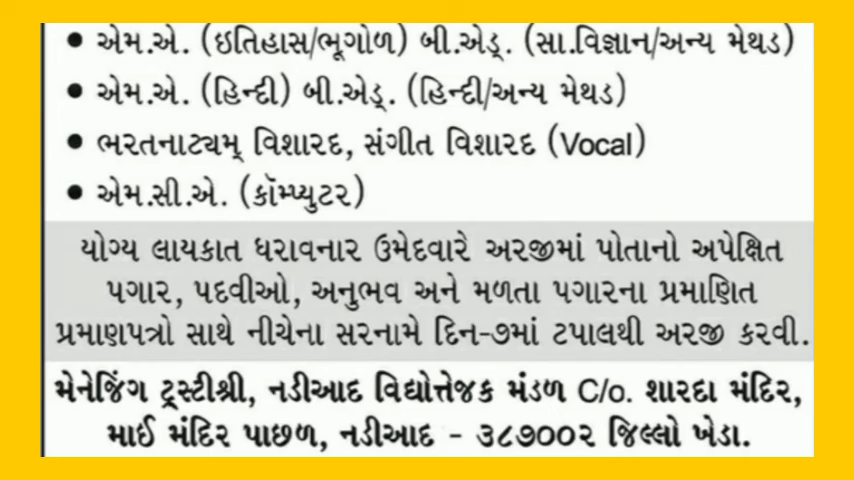 • એમ.એ. (ઇતિહાસ/ભૂગોળ) બી.એડ્. (સા.વિજ્ઞાન/અન્ય મેથડ)
• એમ.એ. (હિન્દી) બી.એડ્. (હિન્દી/અન્ય મેથડ)
• ભરતનાટ્યમ્ વિશારદ, સંગીત વિશારદ (Vocal)
• એમ.સી.એ. (કૉમ્પ્યુટર)
યોગ્ય લાયકાત ધરાવનાર ઉમેદવારે અરજીમાં પોતાનો અપેક્ષિત
પગાર, પદવીઓ, અનુભવ અને મળતા પગારના પ્રમાણિત
પ્રમાણપત્રો સાથે નીચેના સરનામે દિન-૭માં ટપાલથી અરજી કરવી.
મેનેજિંગ ટ્રસ્ટીશ્રી, નડીઆદ વિદ્યોત્તેજક મંડળ C/o. શારદા મંદિર,
માઈ મંદિર પાછળ, નડીઆદ - ૩૮૭૦૦૨ જિલ્લો ખેડા.